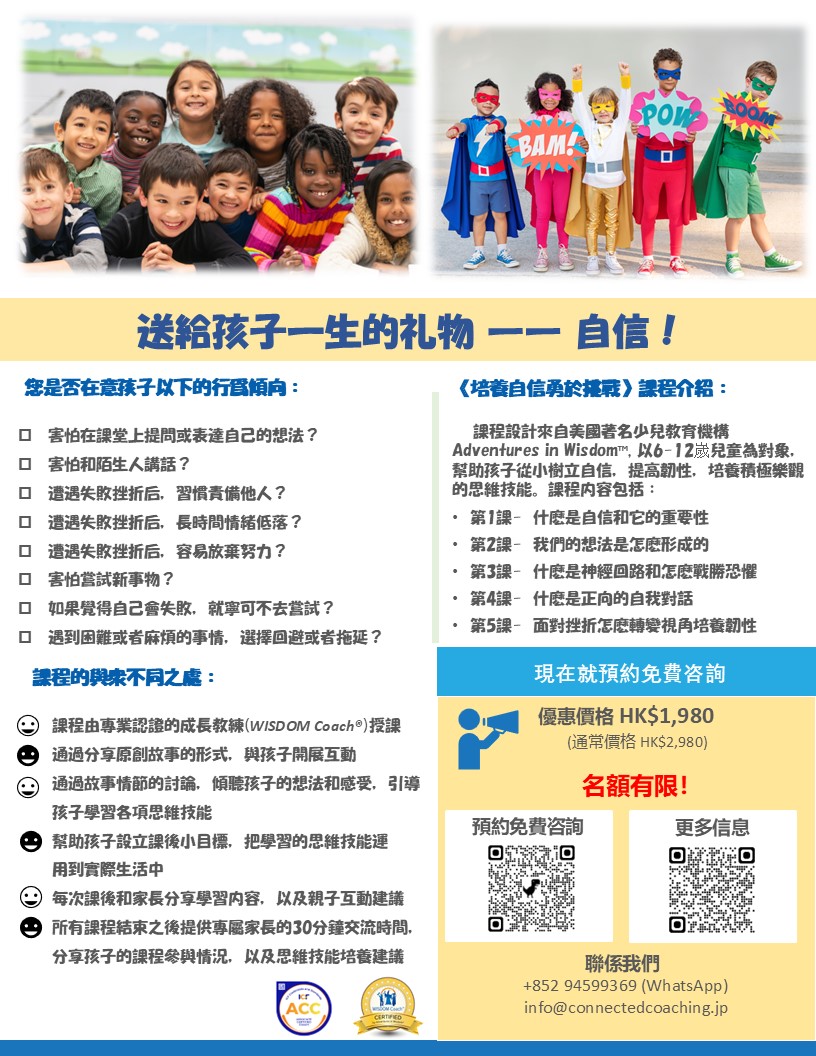 BAM!
POW
BOOM
送給孩子一生的礼物 一一 自信！
您是否在意孩子以下的行爲傾向：
害怕在課堂上提問或表達自己的想法？
害怕和陌生人講話？
遭遇失敗挫折后，習慣責備他人？
遭遇失敗挫折后，長時間情緒低落？
遭遇失敗挫折后，容易放棄努力？
害怕嘗試新事物？
如果覺得自己會失敗，就寧可不去嘗試？
遇到困難或者麻煩的事情，選擇回避或者拖延？
課程的與衆不同之處：
課程由專業認證的成長教練(WISDOM Coach®)授課
通過分享原創故事的形式，與孩子開展互動
通過故事情節的討論，傾聽孩子的想法和感受，引導
孩子學習各項思維技能
幫助孩子設立課後小目標，把學習的思維技能運
用到實際生活中
每次課後和家長分享學習内容，以及親子互動建議
所有課程結束之後提供專屬家長的30分鐘交流時間，
分享孩子的課程參與情況，以及思維技能培養建議
ICF
ACC
WISDOM Coach
CERTIFIED
《培養自信勇於挑戰》課程介紹：
課程設計來自美國著名少兒教育機構
Adventures in Wisdom™, 以6-12歲兒童為對象，
幫助孩子從小樹立自信，提高韌性，培養積極樂觀
的思維技能。課程内容包括：
• 第1課- 什麽是自信和它的重要性
• 第2課- 我們的想法是怎麽形成的
• 第3課- 什麽是神經回路和怎麽戰勝恐懼
• 第4課- 什麽是正向的自我對話
• 第5課- 面對挫折怎麽轉變視角培養韌性
現在就預約免費咨詢
優惠價格 HK$1,980
(通常價格 HK$2,980)
名額有限!
預約免費咨詢
更多信息
聯係我們
+852 94599369 (WhatsApp)
info@connectedcoaching.jp